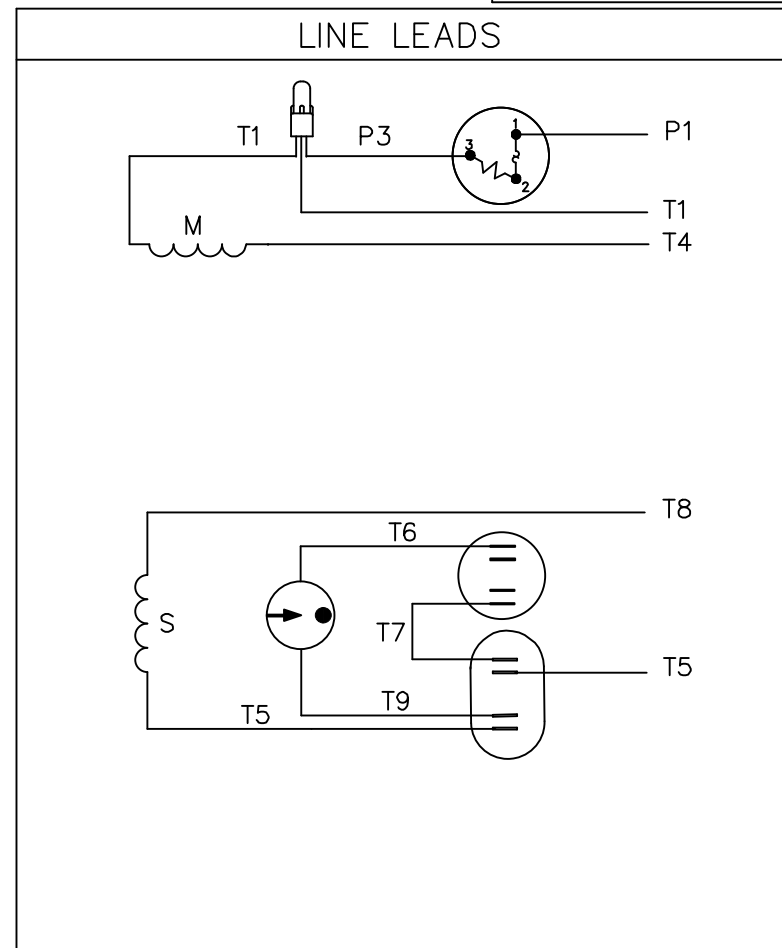 LINE LEADS
T1 P3 1 3 2 P1
T1
M T4
T8
T6
S T7 T5
T5 T9